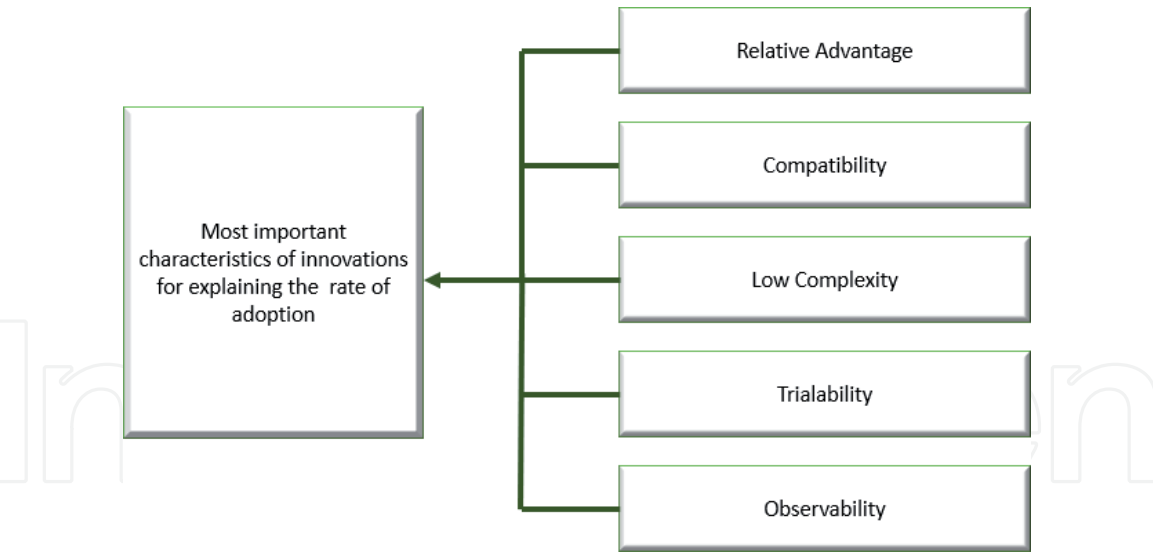 Most important
characteristics of innovations
for explaining the rate of
adoption
Relative Advantage
Compatibility
Low Complexity
Trialability
Observability